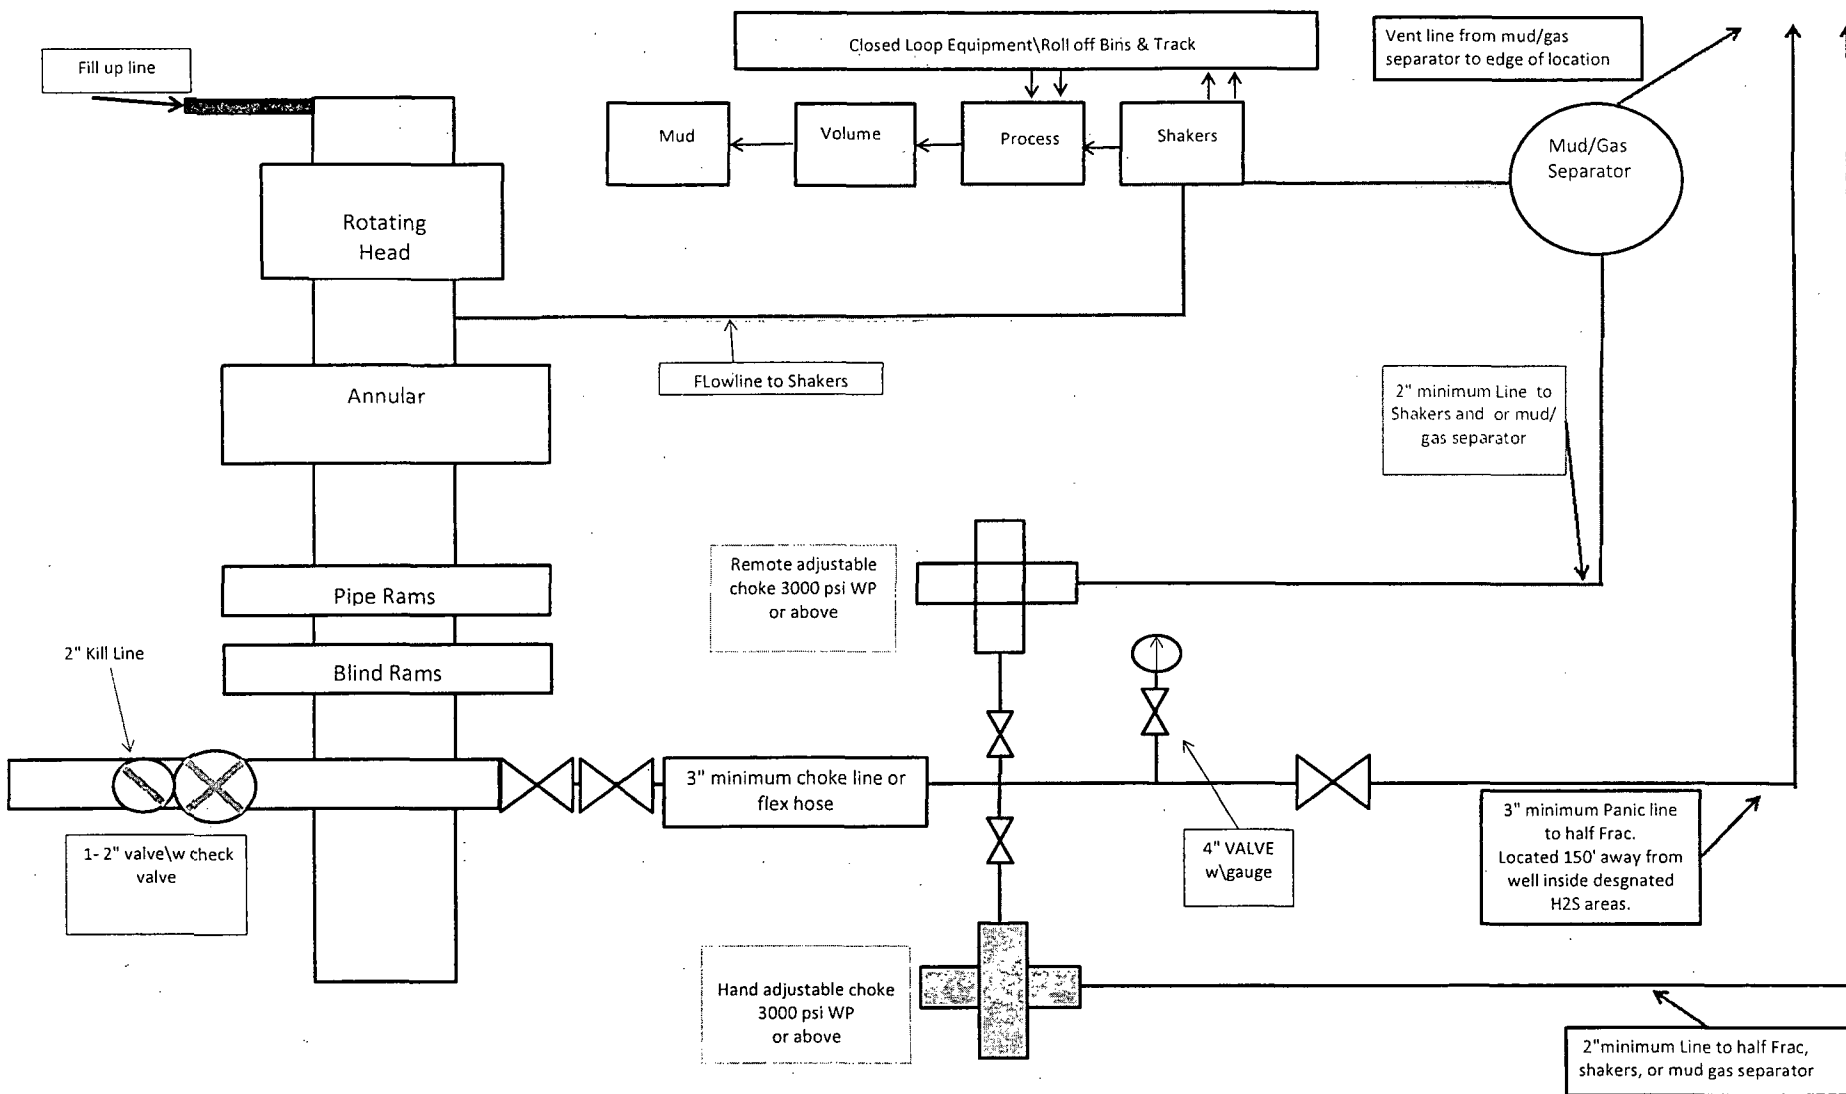 Closed Loop Equipment\Roll off Bins & Track
Vent line from mud/gas
separator to edge of location
Fill up line
Mud
Volume
Process
Shakers
Mud/Gas
Separator
Rotating
Head
FLowline to Shakers
Annular
2" minimum Line to
Shakers and or mud/
gas separator
Remote adjustable
choke 3000 psi WP
or above
Pipe Rams
2" Kill Line
Blind Rams
3" minimum choke line or
flex hose
1- 2" valve\w check
valve
4" VALVE
w\gauge
3" minimum Panic line
to half Frac.
Located 150' away from
well inside desgnated
H2S areas.
Hand adjustable choke
3000 psi WP
or above
2"minimum Line to half Frac,
shakers, or mud gas separator